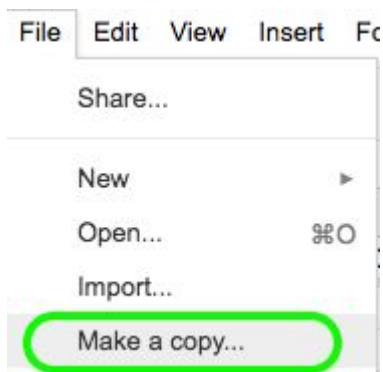 File Edit View Insert Fo
Share...
New ►
Open... ⌘O
Import...
Make a copy...